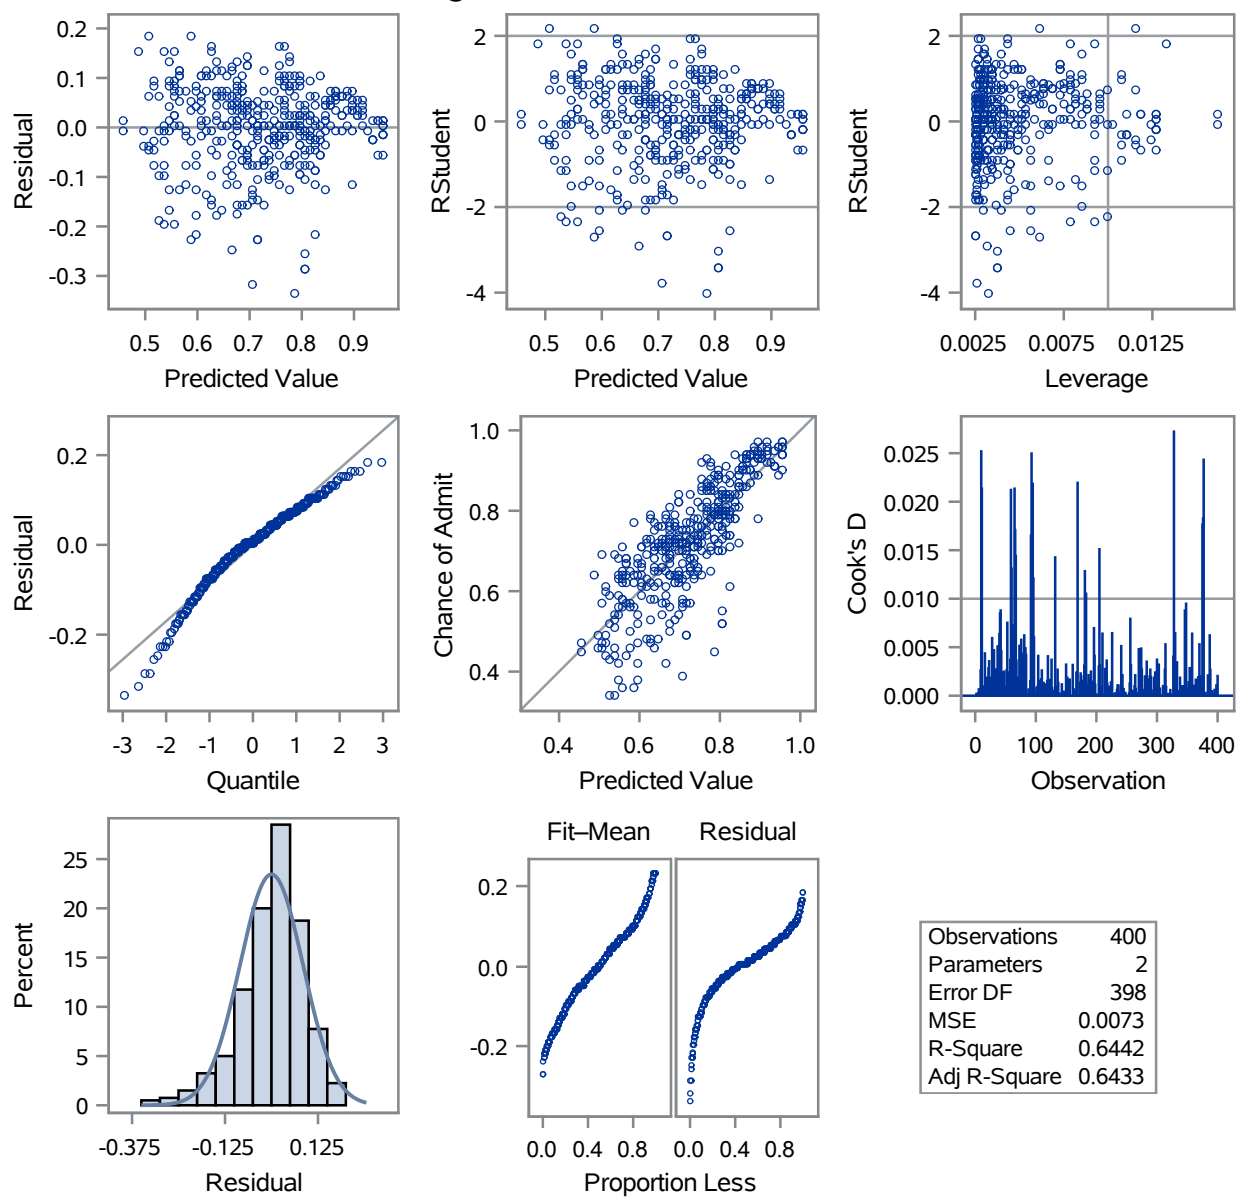 g
0.2
0.1
0.0
-0.1
-0.2
-0.3
Residual
0.5 0.6 0.7 0.8 0.9
Predicted Value
2
0
-2
-4
RStudent
0.5 0.6 0.7 0.8 0.9
Predicted Value
2
0
-2
-4
RStudent
0.0025 0.0075 0.0125
Leverage
0.2
0.0
-0.2
Residual
-3 -2 -1 0 1 2 3
Quantile
1.0
0.8
0.6
0.4
Chance of Admit
0.4 0.6 0.8 1.0
Predicted Value
0.025
0.020
0.015
0.010
0.005
0.000
Cook's D
0 100 200 300 400
Observation
25
20
15
10
5
0
Percent
-0.375 -0.125 0.125
Residual
Fit–Mean Residual
0.2
0.0
-0.2
0.0 0.4 0.8 0.0 0.4 0.8
Proportion Less
Observations 400
Parameters 2
Error DF 398
MSE 0.0073
R-Square 0.6442
Adj R-Square 0.6433